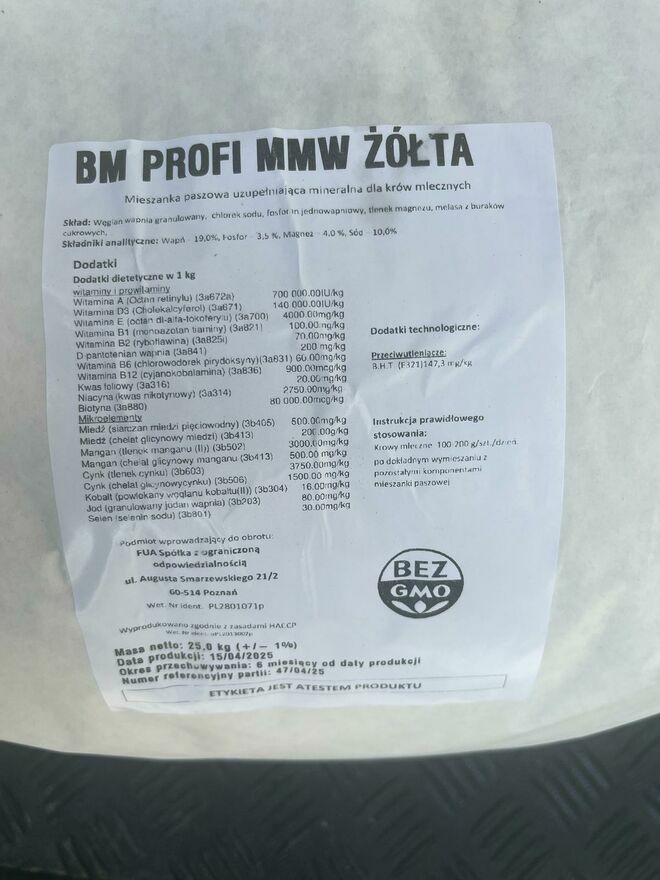 BM PROFI MMW ŻÓŁTA
Mieszanka paszowa uzupełniająca mineralna dla krów mlecznych
Skład: Węglan wapnia granulowany, chlorek sodu, fosforan jednowapniowy, tlenek magnezu, melasa z buraków
cukrowych,
Składniki analityczne: Wapń - 19,0%, Fosfor - 3,5 %, Magnez - 4,0 %, Sód - 10,0%
Dodatki
Dodatki dietetyczne w 1 kg
witaminy i prowitaminy
Witamina A (Octan retinylu) (3a672a) 700 000.00IU/kg
Witamina D3 (Cholekalcyferol) (3a671) 140 000.00IU/kg
Witamina E (octan dl-alfa-tokoferylu) (3a700) 4000.00mg/kg
Witamina B1 (monoazotan tiaminy) (3a821) 100.00mg/kg
Witamina B2 (ryboflawina) (3a825i) 70.00mg/kg
D pantotenian wapnia (3a841) 200 mg/kg
Witamina B6 (chlorowodorek pirydoksyny)(3a831) 60.00mg/kg
Witamina B12 (cyjanokobalamina) (3a836) 900.00mcg/kg
Kwas foliowy (3a316) 20.00mg/kg
Niacyna (kwas nikotynowy) (3a314) 2750.00mg/kg
Biotyna (3a880) 80 000.00mcg/kg
Mikroelementy
Miedź (siarczan miedzi pięciowodny) (3b405) 500.00mg/kg
Miedź (chelat glicynowy miedzi) (3b413) 200.00g/kg
Mangan (tlenek manganu (II)) (3b502) 3000.00mg/kg
Mangan (chelat glicynowy manganu (3b413) 500.00 mg/kg
Cynk (tlenek cynku) (3b603) 3750.00mg/kg
Cynk (chelat glicynowycynku) (3b506) 1500.00 mg/kg
Kobalt (powlekany węglanu kobaltu(II)) (3b304) 16.00mg/kg
Jod (granulowany jodan wapnia) (3b203) 80.00mg/kg
Selen (selenin sodu) (3b801) 30.00mg/kg
Dodatki technologiczne:
Przeciwutleniacze:
B.H.T. (E321)147,3 mg/kg
Instrukcja prawidłowego
stosowania:
Krowy mleczne 100-200 g/szt./dzień
po dokładnym wymieszaniu z
pozostałymi komponentami
mieszanki paszowej
Podmiot wprowadzający do obrotu:
FUA Spółka z ograniczoną
odpowiedzialnością
ul. Augusta Smarzewskiego 21/2
60-514 Poznań
Wet. Nr ident. PL2801071p
BEZ
GMO
Wyprodukowano zgodnie z zasadami HACCP
Wet. Nr ident.
Masa netto: 25,0 kg (+/– 1%)
Data produkcji: 15/04/2025
Okres przechowywania: 6 miesięcy od daty produkcji
Numer referencyjny partii: 47/04/25
ETYKIETA JEST ATESTEM PRODUKTU